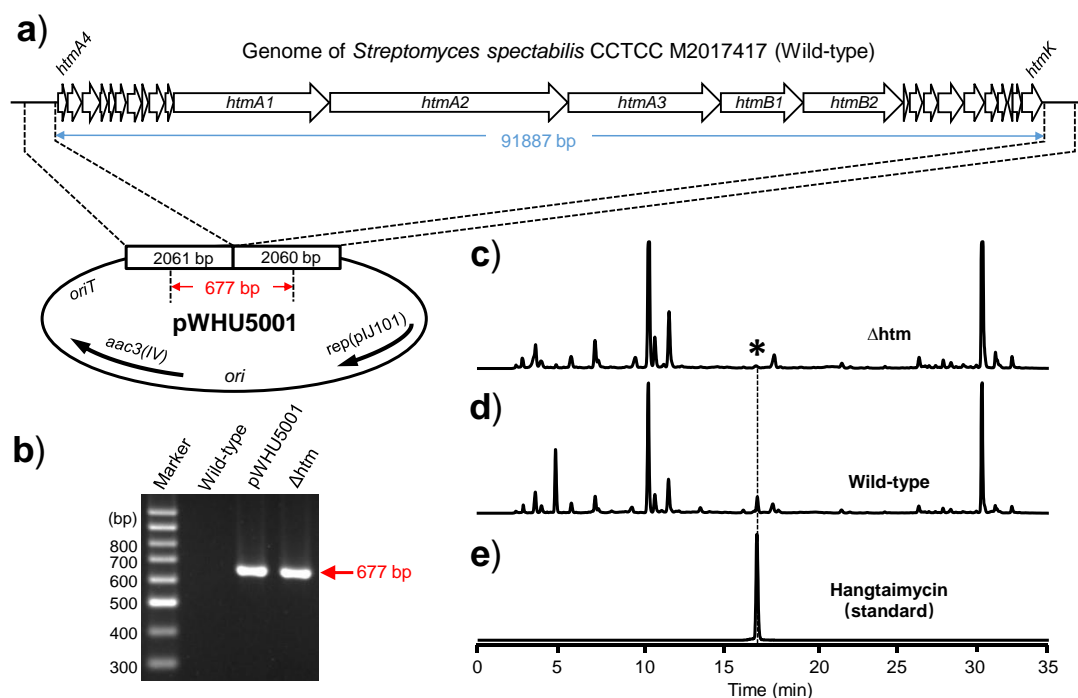 a)
Genome of Streptomyces spectabilis CCTCC M2017417 (Wild-type)
htmA4
htmK
htmA1
htmA2
htmA3
htmB1
htmB2
91887 bp
2061 bp
2060 bp
677 bp
oriT
pWHU5001
aac3(IV)
rep(pIJ101)
ori
b)
Marker
Wild-type
pWHU5001
Δhtm
(bp)
800
700
600
500
400
300
677 bp
c)
*
Δhtm
d)
Wild-type
e)
Hangtaimycin
(standard)
0 5 10 15 20 25 30 35
Time (min)